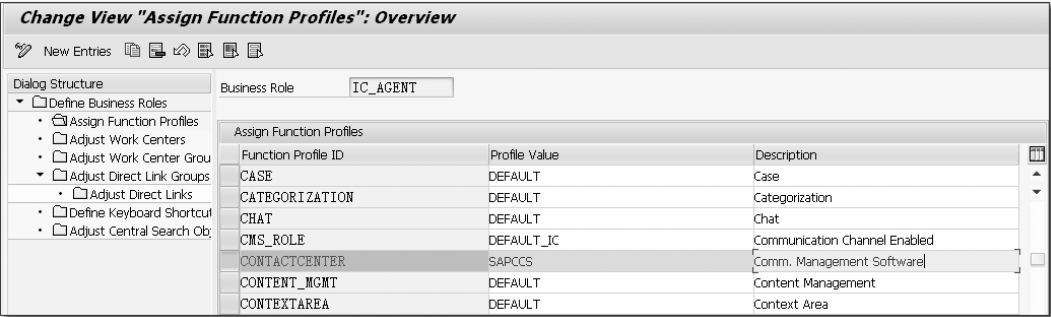 Change View "Assign Function Profiles": Overview
New Entries
Dialog Structure
Define Business Roles
Assign Function Profiles
Adjust Work Centers
Adjust Work Center Grou
Adjust Direct Link Groups
Adjust Direct Links
Define Keyboard Shortcut
Adjust Central Search Obj
Business Role IC_AGENT
Assign Function Profiles
Function Profile ID Profile Value Description
CASE DEFAULT Case
CATEGORIZATION DEFAULT Categorization
CHAT DEFAULT Chat
CMS_ROLE DEFAULT_IC Communication Channel Enabled
CONTACTCENTER SAPCCS Comm. Management Software
CONTENT_MGMT DEFAULT Content Management
CONTEXTAREA DEFAULT Context Area